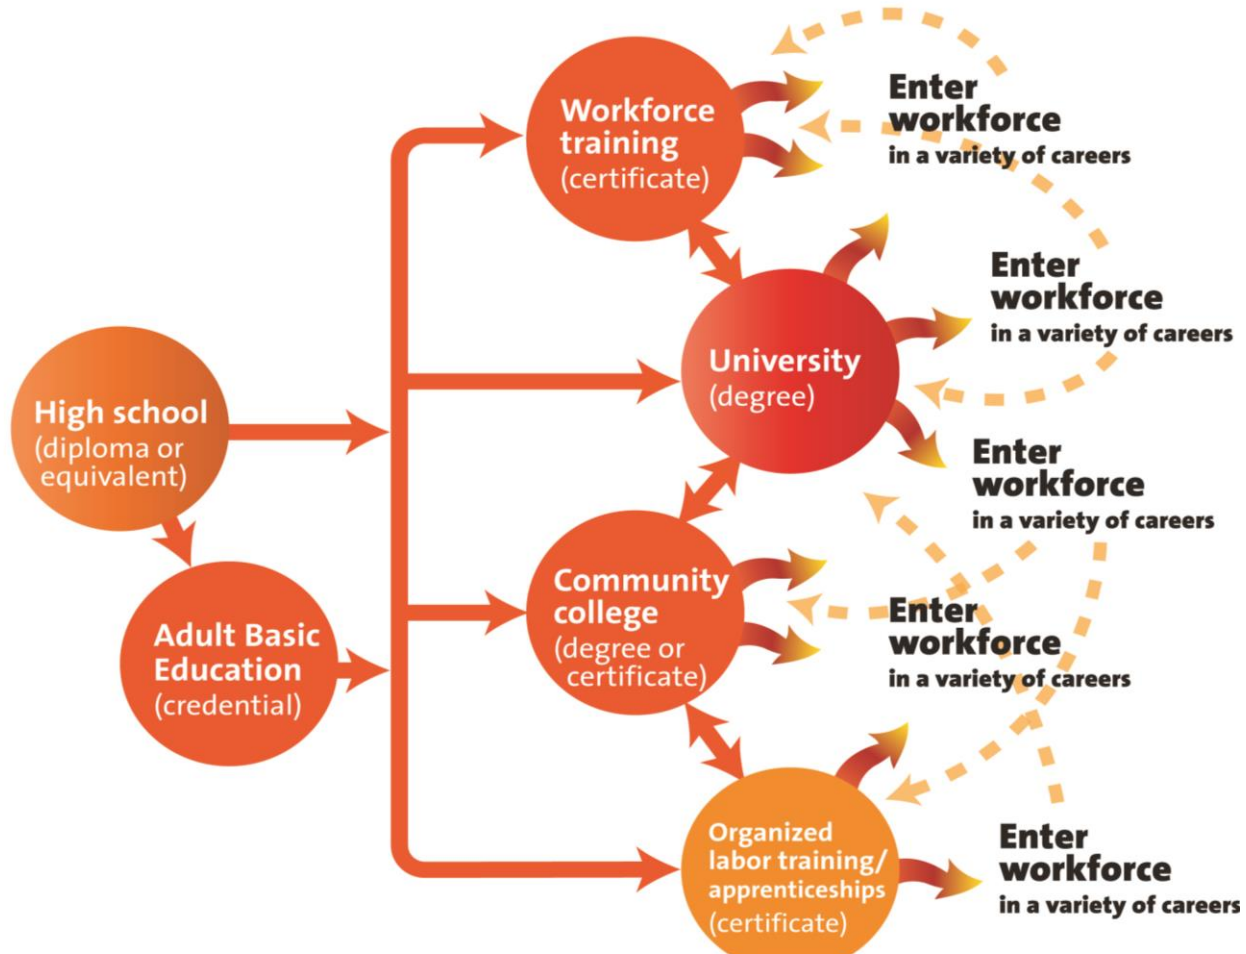 Workforce
training
(certificate)
Enter
workforce
in a variety of careers
University
(degree)
Enter
workforce
in a variety of careers
High school
(diploma or
equivalent)
Enter
workforce
in a variety of careers
Adult Basic
Education
(credential)
Community
college
(degree or
certificate)
Enter
workforce
in a variety of careers
Organized
labor training/
apprenticeships
(certificate)
Enter
workforce
in a variety of careers